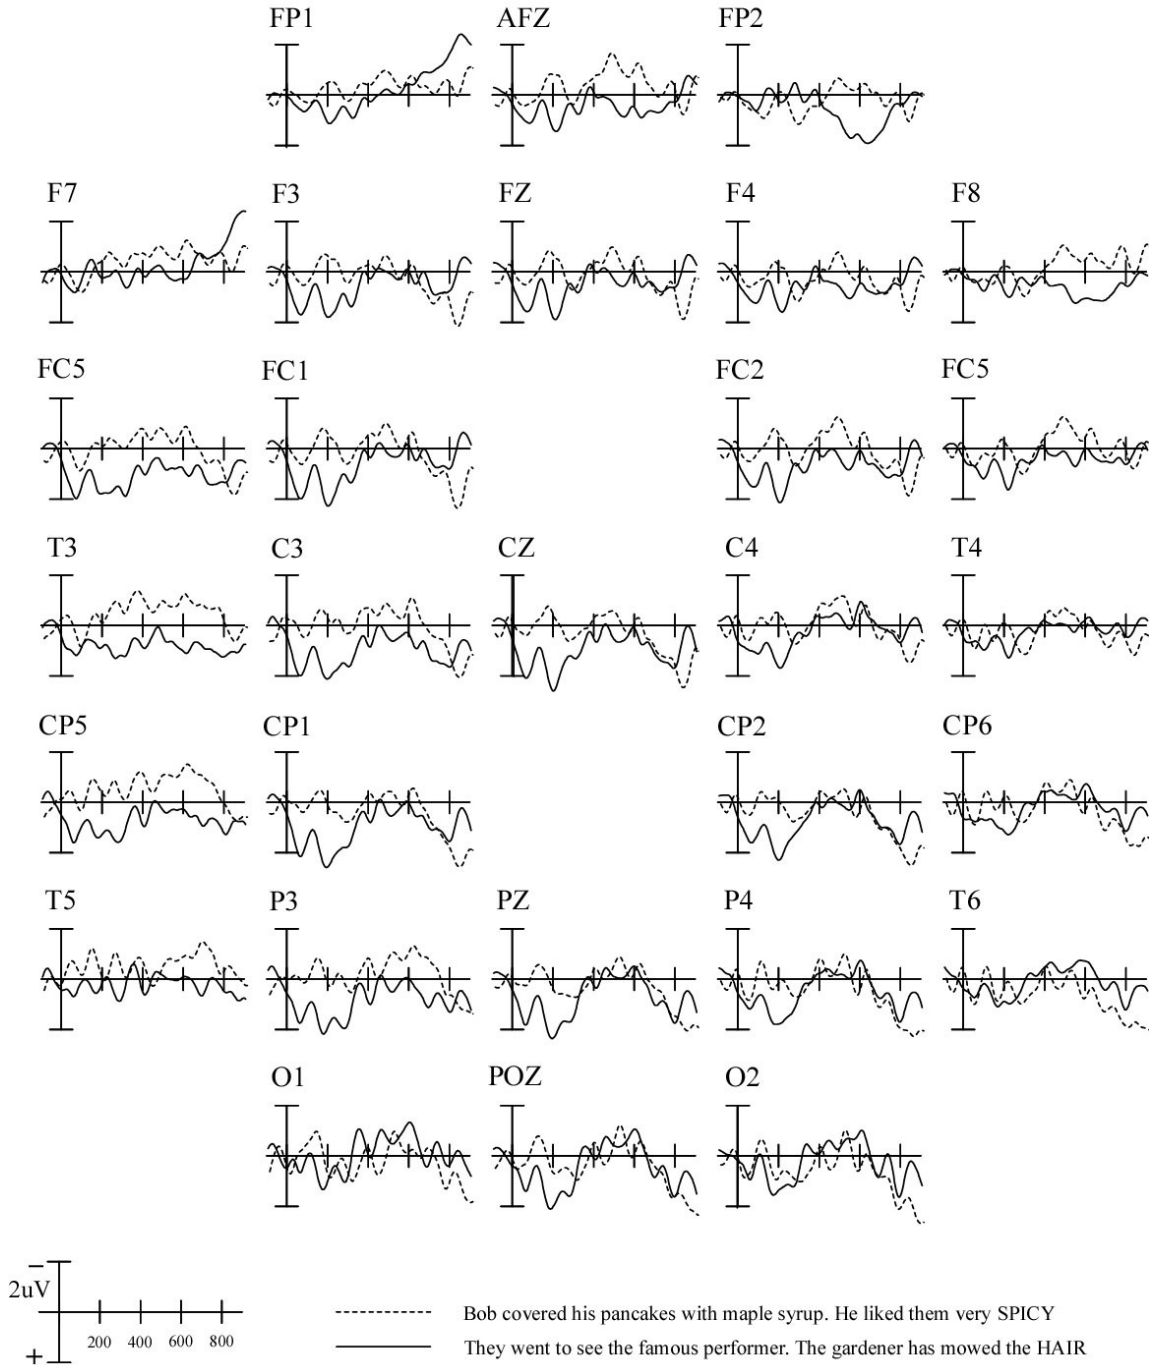 FP1 AFZ FP2
F7 F3 FZ F4 F8
FC5 FC1 FC2 FC5
T3 C3 CZ C4 T4
CP5 CP1 CP2 CP6
T5 P3 PZ P4 T6
O1 POZ O2
−
2uV
200 400 600 800
+
Bob covered his pancakes with maple syrup. He liked them very SPICY
They went to see the famous performer. The gardener has mowed the HAIR